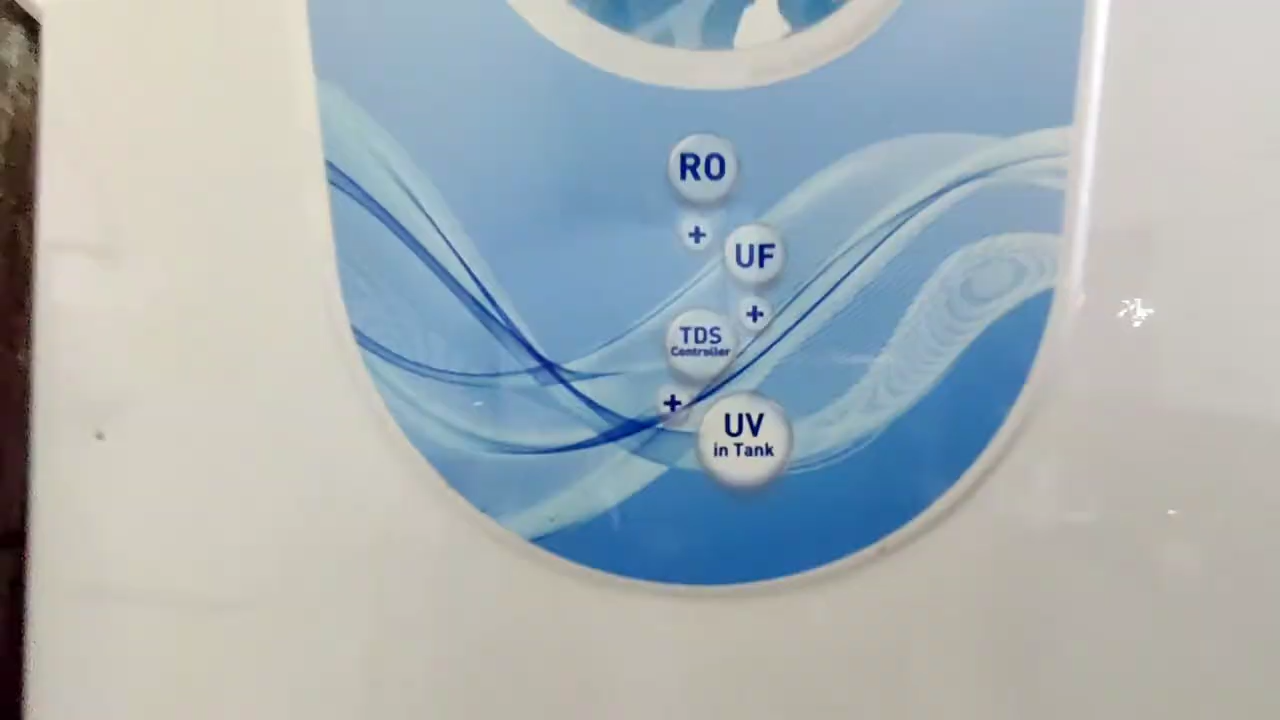 RO
+
UF
+
TDS
Controller
+
UV
in Tank